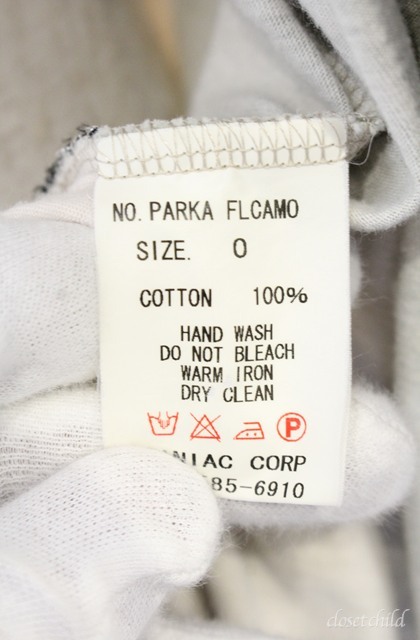 NO. PARKA FLCAMO
SIZE. 0
COTTON 100%
HAND WASH
DO NOT BLEACH
WARM IRON
DRY CLEAN
P
NIAC CORP
85-6910
closet child